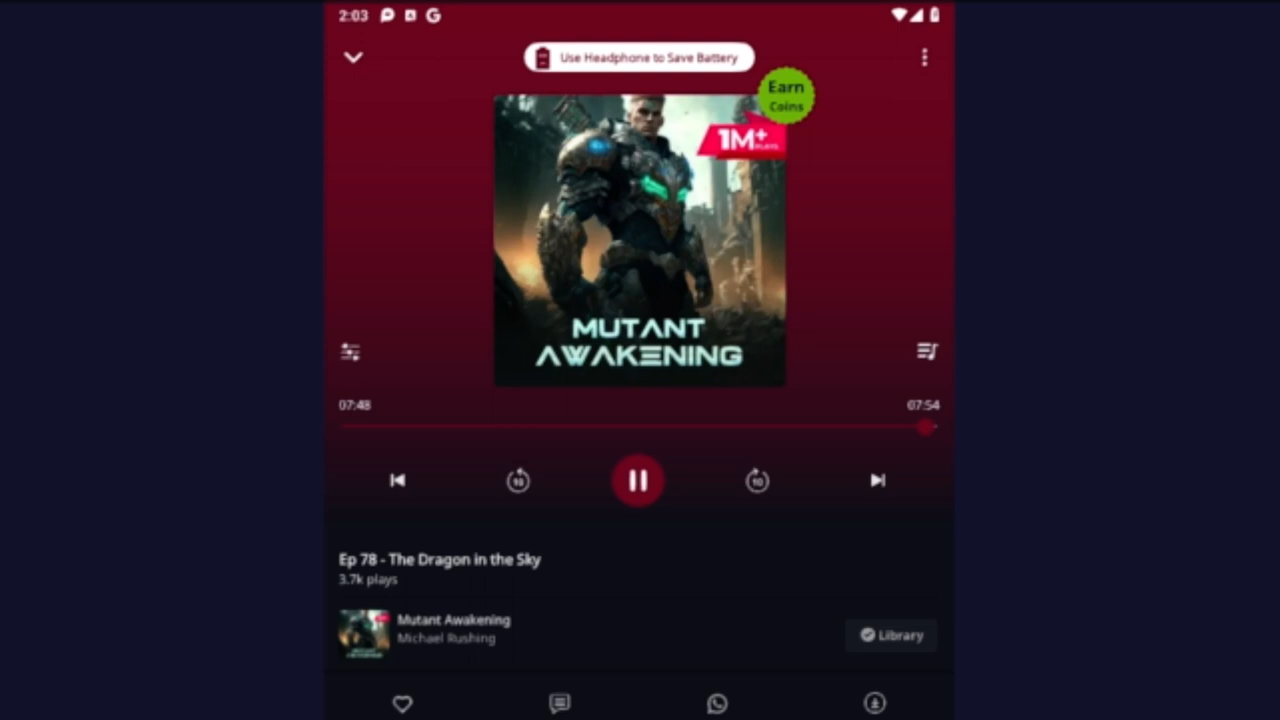 2:03
Use Headphone to Save Battery
Earn
Coins
1M+
PLAYS
MUTANT
AWAKENING
07:48
07:54
10
10
Ep 78 - The Dragon in the Sky
3.7k plays
Mutant Awakening
Michael Rushing
Library